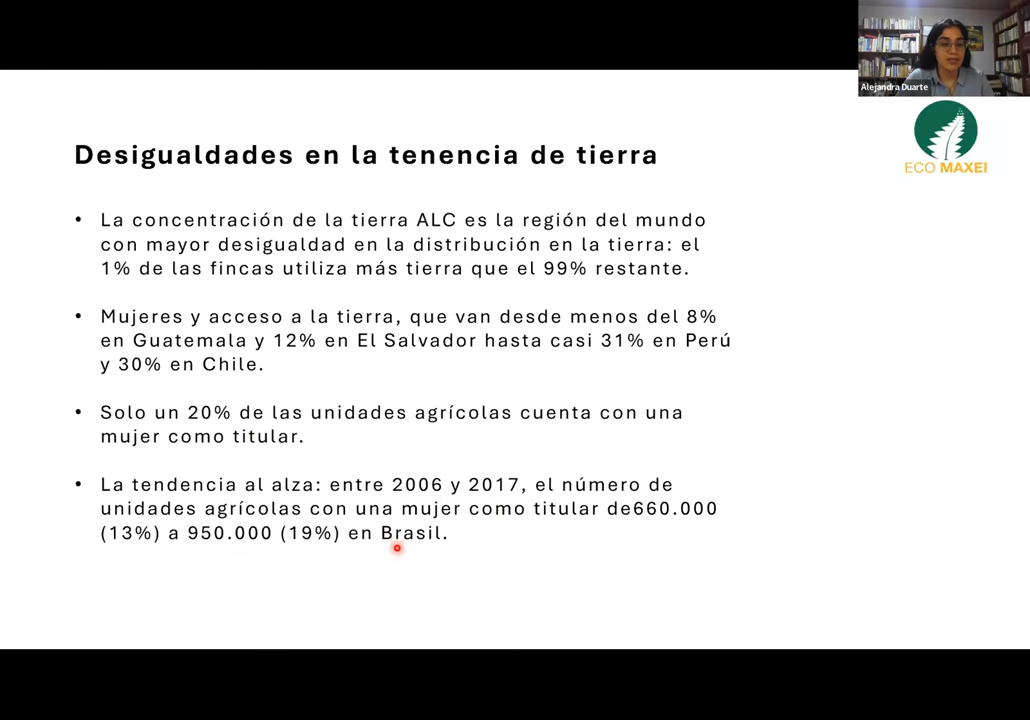 Alejandra Duarte
ECO MAXEI
Desigualdades en la tenencia de tierra
• La concentración de la tierra ALC es la región del mundo
con mayor desigualdad en la distribución en la tierra: el
1% de las fincas utiliza más tierra que el 99% restante.
• Mujeres y acceso a la tierra, que van desde menos del 8%
en Guatemala y 12% en El Salvador hasta casi 31% en Perú
y 30% en Chile.
• Solo un 20% de las unidades agrícolas cuenta con una
mujer como titular.
• La tendencia al alza: entre 2006 y 2017, el número de
unidades agrícolas con una mujer como titular de660.000
(13%) a 950.000 (19%) en Brasil.